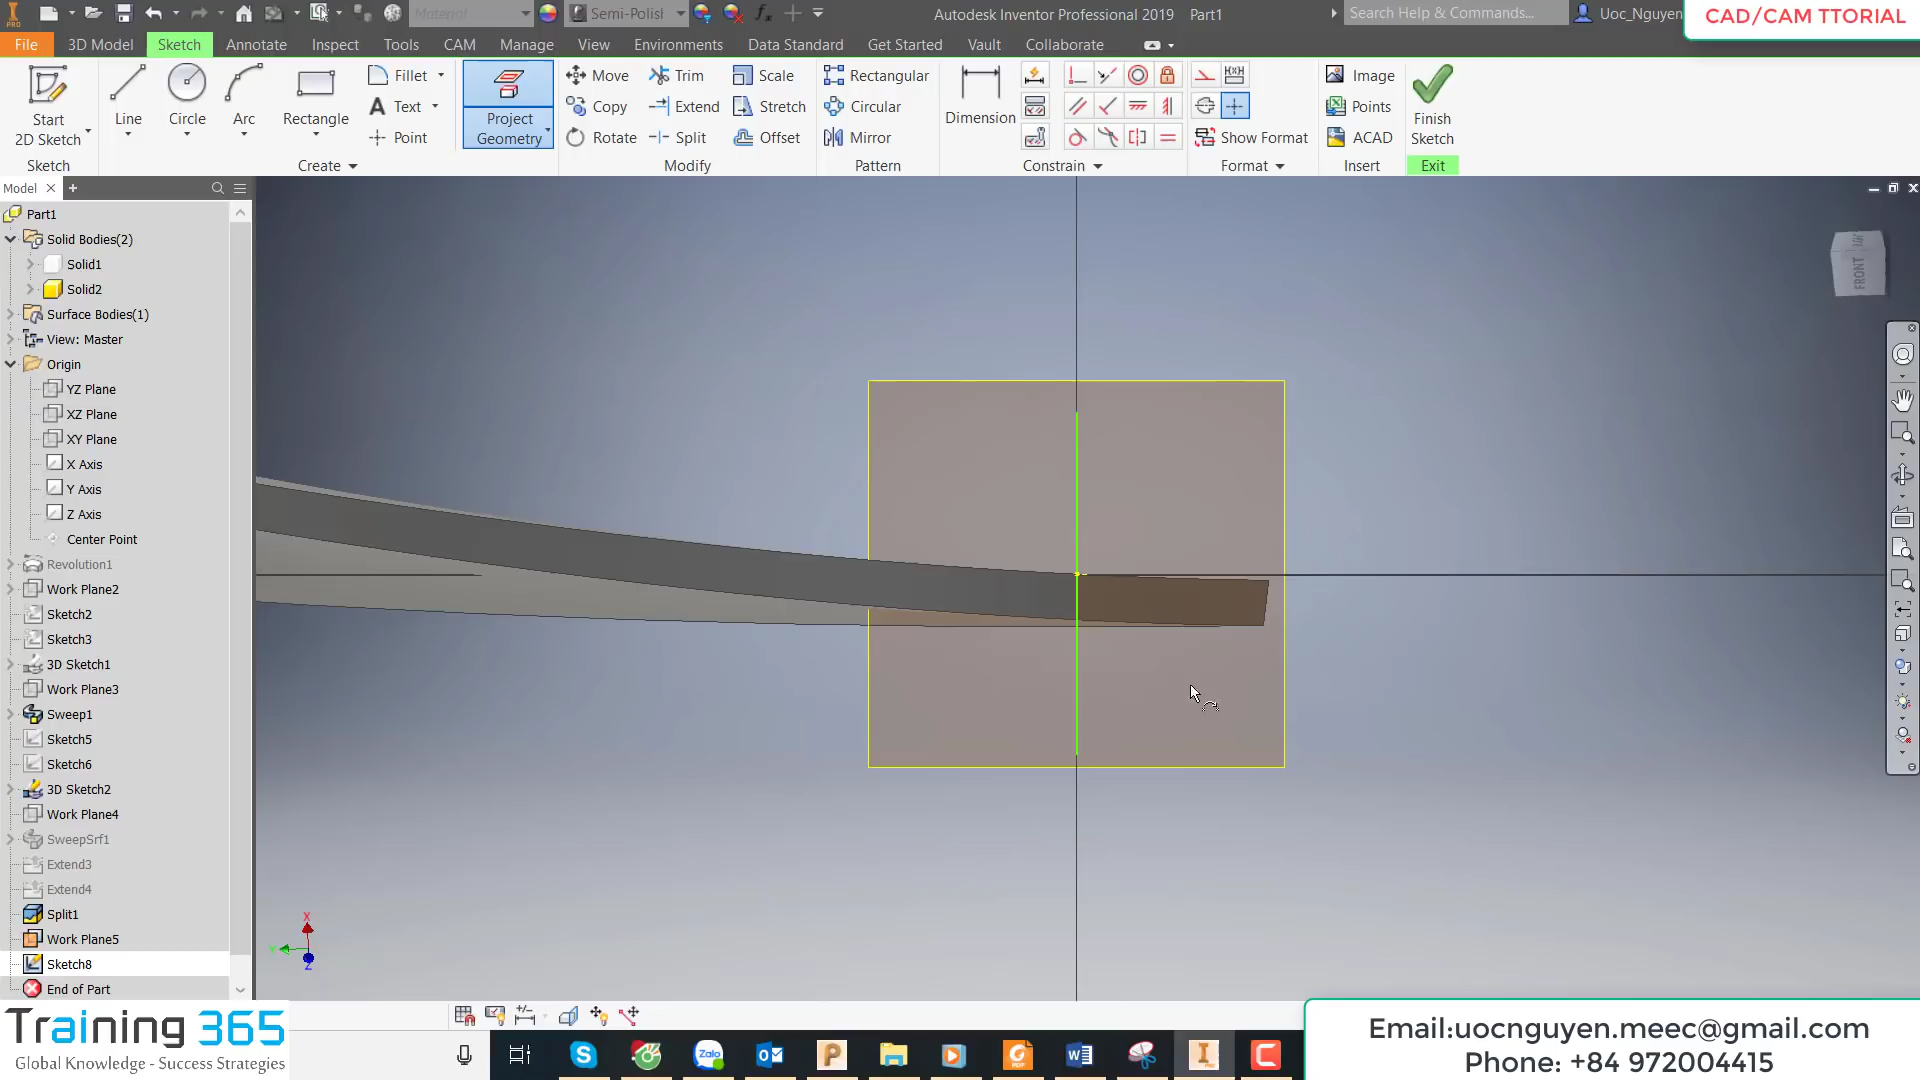 Material
Semi-Polish
Autodesk Inventor Professional 2019 Part1
Search Help & Commands...
Uoc_Nguyen
CAD/CAM TTORIAL
File 3D Model Sketch Annotate Inspect Tools CAM Manage View Environments Data Standard Get Started Vault Collaborate
Start
2D Sketch
Line
Circle
Arc
Rectangle
Fillet
Text
Point
Project
Geometry
Move
Copy
Rotate
Trim
Extend
Split
Scale
Stretch
Offset
Rectangular
Circular
Mirror
Dimension
Show Format
Image
Points
ACAD
Finish
Sketch
Sketch Create Modify Pattern Constrain Format Insert Exit
Model
Part1
Solid Bodies(2)
Solid1
Solid2
Surface Bodies(1)
View: Master
Origin
YZ Plane
XZ Plane
XY Plane
X Axis
Y Axis
Z Axis
Center Point
Revolution1
Work Plane2
Sketch2
Sketch3
3D Sketch1
Work Plane3
Sweep1
Sketch5
Sketch6
3D Sketch2
Work Plane4
SweepSrf1
Extend3
Extend4
Split1
Work Plane5
Sketch8
End of Part
FRONT
X
Y
Z
Training 365
Global Knowledge - Success Strategies
Zalo
Email:uocnguyen.meec@gmail.com
Phone: +84 972004415